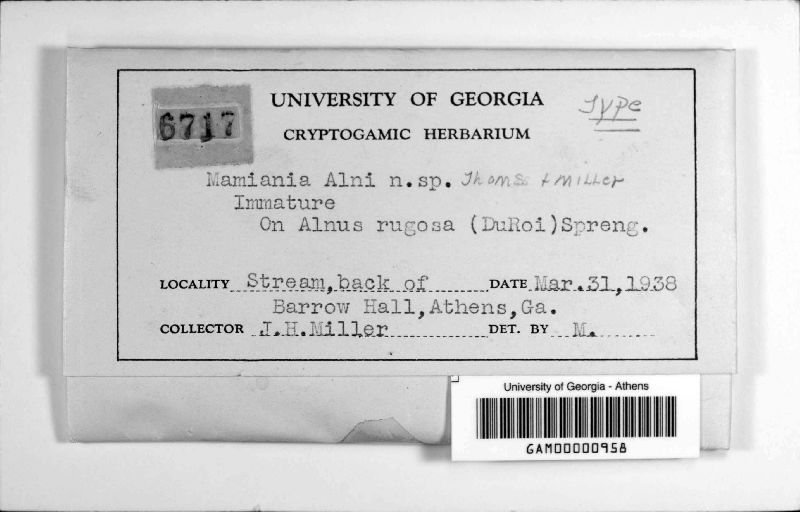 6717
UNIVERSITY OF GEORGIA
Type
CRYPTOGAMIC HERBARIUM
Mamiania Alni n.sp. Thomas & Miller
Immature
On Alnus rugosa (DuRoi)Spreng.
LOCALITY Stream,back of DATE Mar.31,1938
Barrow Hall,Athens,Ga.
COLLECTOR J.H.Miller DET. BY M.
University of Georgia - Athens
GAM00000958